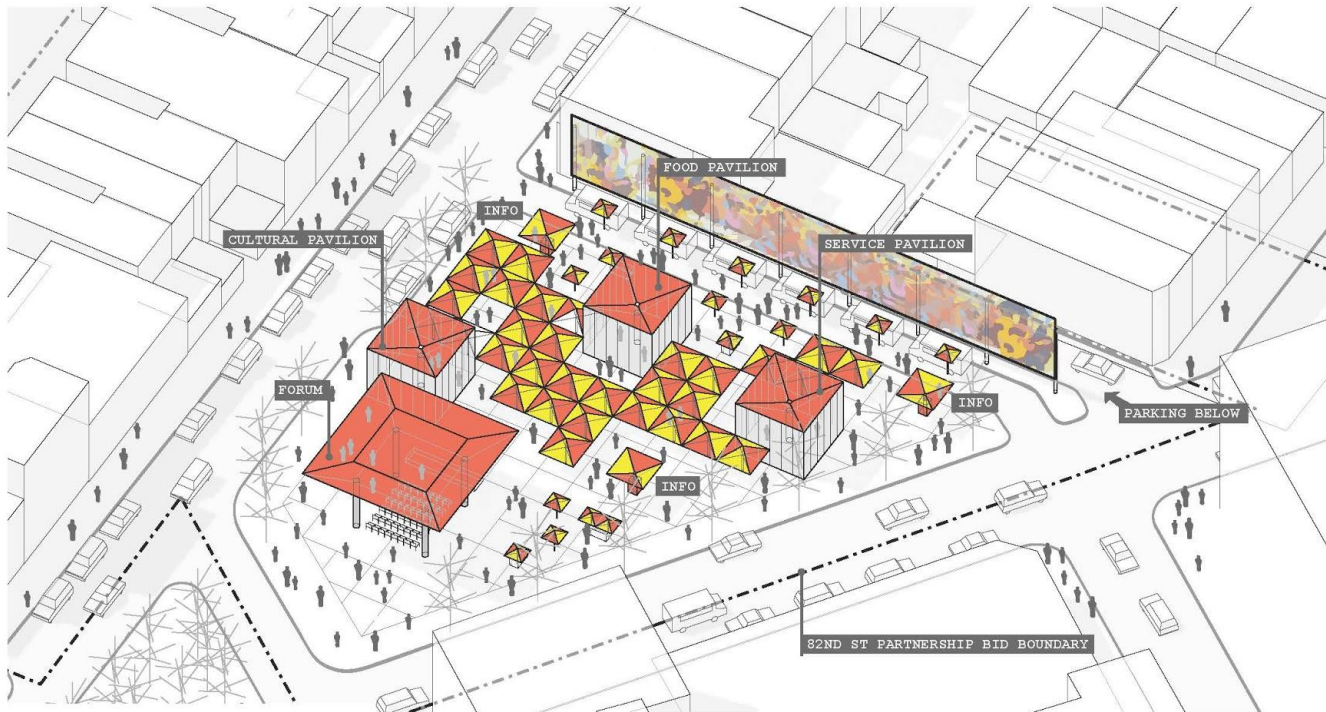 FOOD PAVILION
INFO
CULTURAL PAVILION
SERVICE PAVILION
FORUM
INFO
PARKING BELOW
INFO
82ND ST PARTNERSHIP BID BOUNDARY